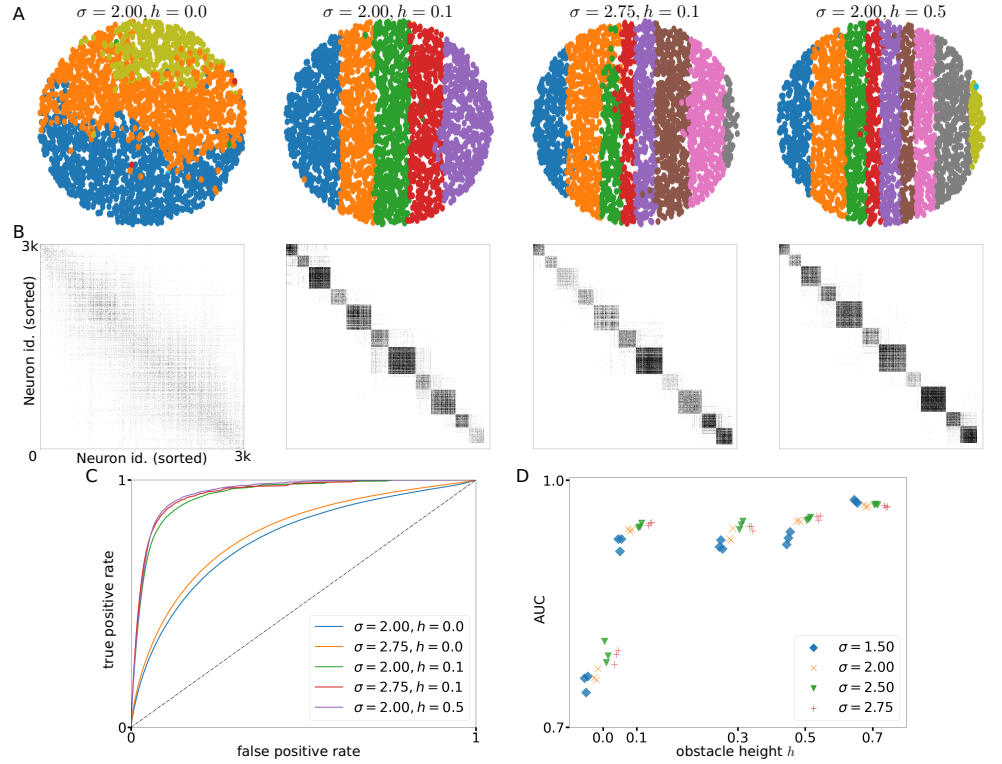 A
σ = 2.00, h = 0.0
σ = 2.00, h = 0.1
σ = 2.75, h = 0.1
σ = 2.00, h = 0.5
B
3k
Neuron id. (sorted)
0
Neuron id. (sorted)
3k
C
1
true positive rate
0
0
false positive rate
1
σ = 2.00, h = 0.0
σ = 2.75, h = 0.0
σ = 2.00, h = 0.1
σ = 2.75, h = 0.1
σ = 2.00, h = 0.5
D
1.0
AUC
0.7
0.0
0.1
0.3
0.5
0.7
obstacle height h
σ = 1.50
σ = 2.00
σ = 2.50
σ = 2.75